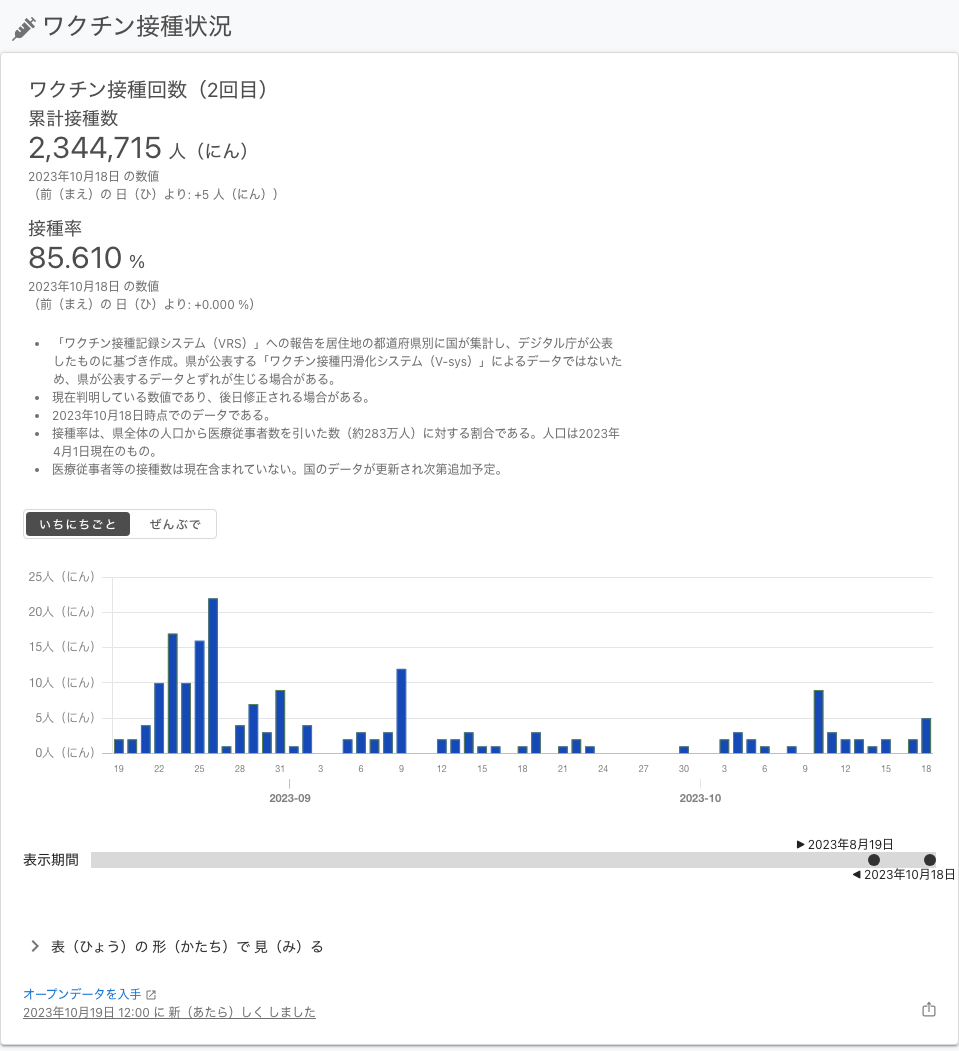 ワクチン接種状況
ワクチン接種回数（2回目）
累計接種数
2,344,715 人（にん）
2023年10月18日 の数値
（前（まえ）の 日（ひ）より: +5 人（にん））
接種率
85.610 %
2023年10月18日 の数値
（前（まえ）の 日（ひ）より: +0.000 %）
• 「ワクチン接種記録システム（VRS）」への報告を居住地の都道府県別に国が集計し、デジタル庁が公表
したものに基づき作成。県が公表する「ワクチン接種円滑化システム（V-sys）」によるデータではないた
め、県が公表するデータとずれが生じる場合がある。
• 現在判明している数値であり、後日修正される場合がある。
• 2023年10月18日時点でのデータである。
• 接種率は、県全体の人口から医療従事者数を引いた数（約283万人）に対する割合である。人口は2023年
4月1日現在のもの。
• 医療従事者等の接種数は現在含まれていない。国のデータが更新され次第追加予定。
いちにちごと ぜんぶで
25人（にん）
20人（にん）
15人（にん）
10人（にん）
5人（にん）
0人（にん）
19 22 25 28 31 3 6 9 12 15 18 21 24 27 30 3 6 9 12 15 18
2023-09 2023-10
▶ 2023年8月19日
表示期間
◀ 2023年10月18日
表（ひょう）の 形（かたち）で 見（み）る
オープンデータを入手
2023年10月19日 12:00 に 新（あたら）しく しました